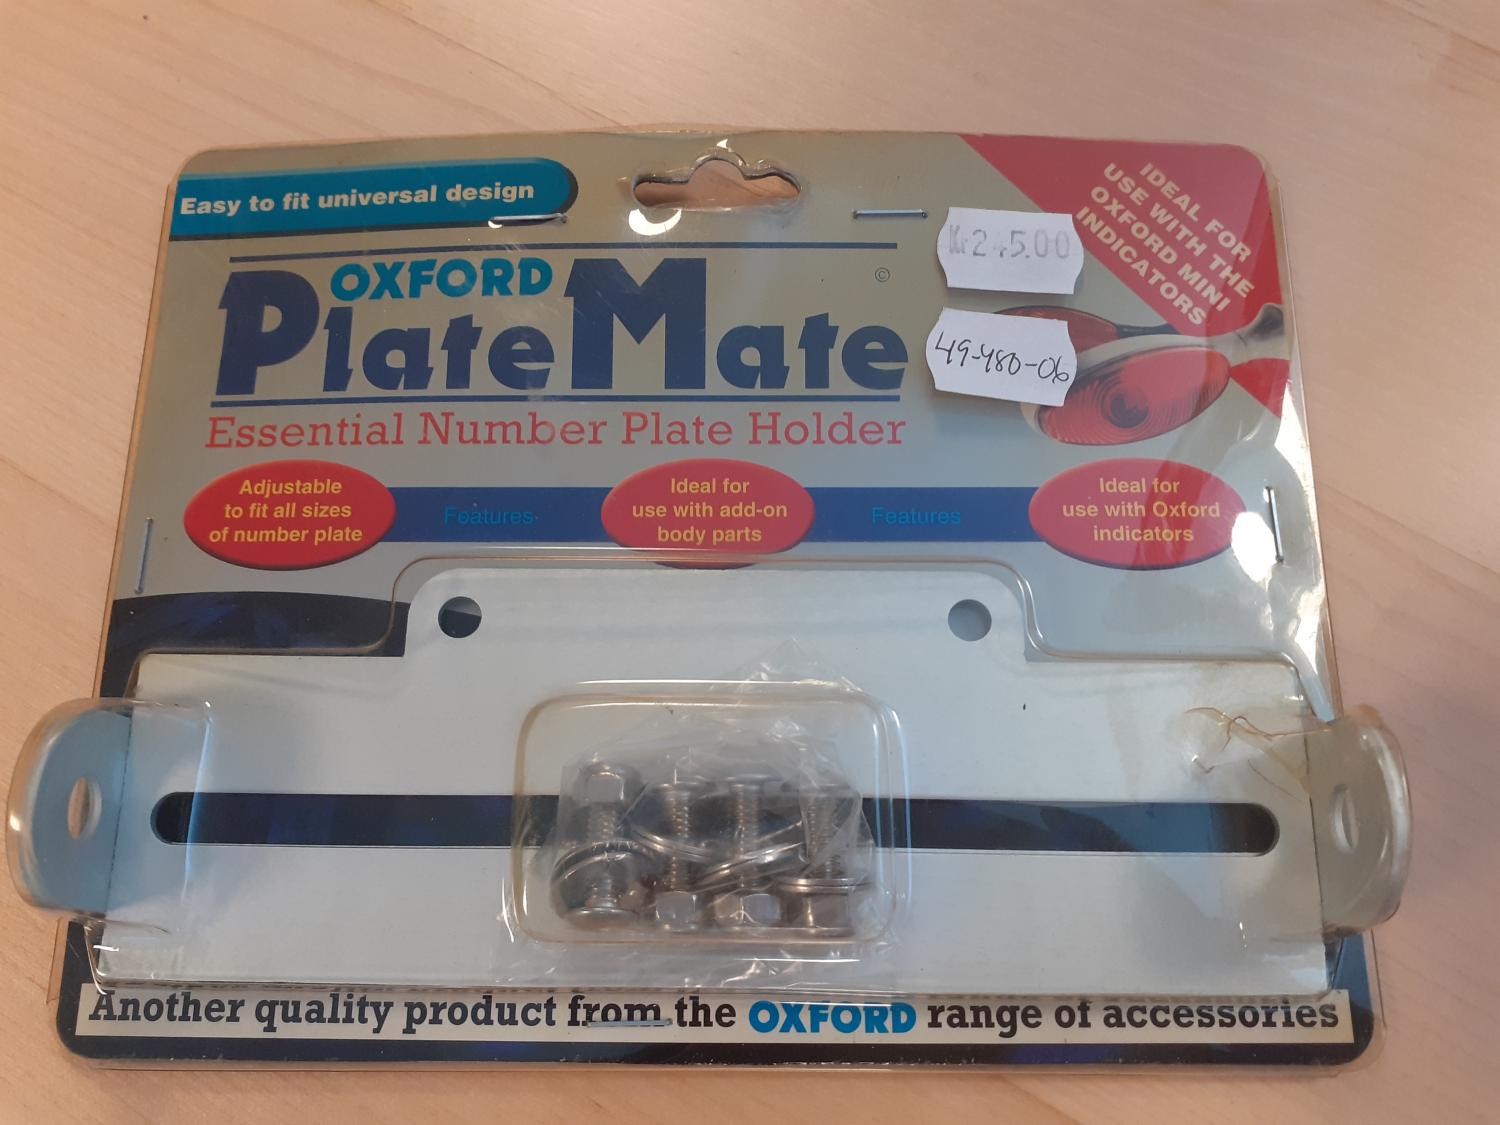 Easy to fit universal design
IDEAL FOR
USE WITH THE
OXFORD MINI
INDICATORS
Kr245.00
OXFORD
©
PlateMate
49-480-06
Essential Number Plate Holder
Adjustable
to fit all sizes
of number plate
Features
Ideal for
use with add-on
body parts
Features
Ideal for
use with Oxford
indicators
Another quality product from the OXFORD range of accessories